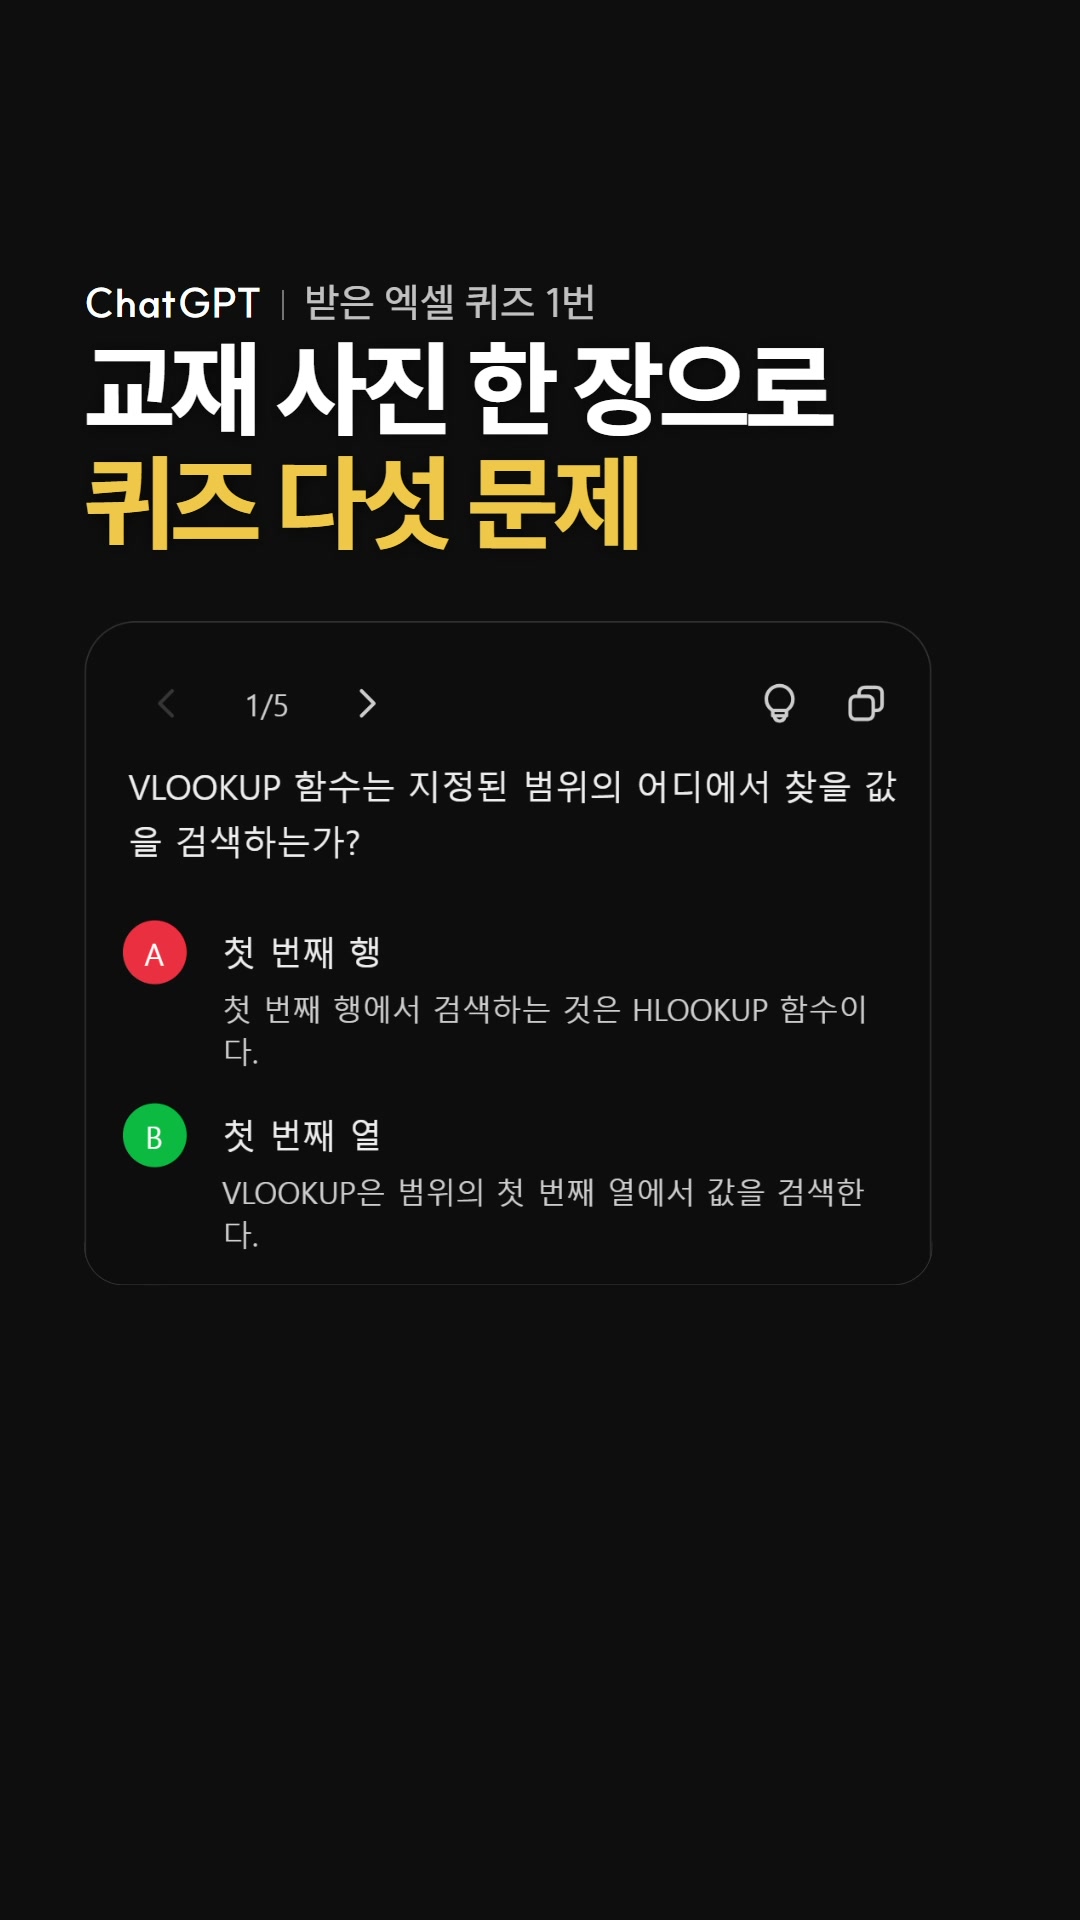 ChatGPT | 받은 엑셀 퀴즈 1번
교재 사진 한 장으로
퀴즈 다섯 문제
1/5
VLOOKUP 함수는 지정된 범위의 어디에서 찾을 값
을 검색하는가?
A 첫 번째 행
첫 번째 행에서 검색하는 것은 HLOOKUP 함수이
다.
B 첫 번째 열
VLOOKUP은 범위의 첫 번째 열에서 값을 검색한
다.